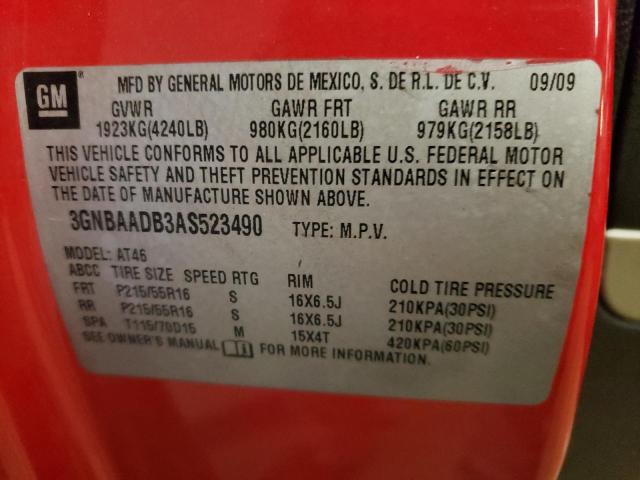 GM ® MFD BY GENERAL MOTORS DE MEXICO, S. DE R.L. DE C.V. 09/09
GVWR GAWR FRT GAWR RR
1923KG(4240LB) 980KG(2160LB) 979KG(2158LB)
THIS VEHICLE CONFORMS TO ALL APPLICABLE U.S. FEDERAL MOTOR
VEHICLE SAFETY AND THEFT PREVENTION STANDARDS IN EFFECT ON
THE DATE OF MANUFACTURE SHOWN ABOVE.
3GNBAADB3AS523490 TYPE: M.P.V.
MODEL: AT46
ABCC TIRE SIZE SPEED RTG RIM COLD TIRE PRESSURE
FRT P215/55R16 S 16X6.5J 210KPA(30PSI)
RR P215/55R16 S 16X6.5J 210KPA(30PSI)
SPA T115/70D15 M 15X4T 420KPA(60PSI)
SEE OWNER'S MANUAL FOR MORE INFORMATION.